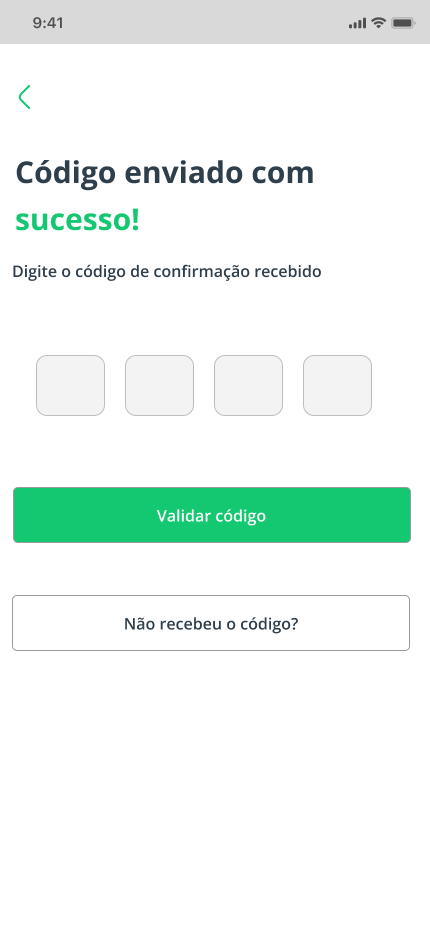 9:41
Código enviado com
sucesso!
Digite o código de confirmação recebido
Validar código
Não recebeu o código?